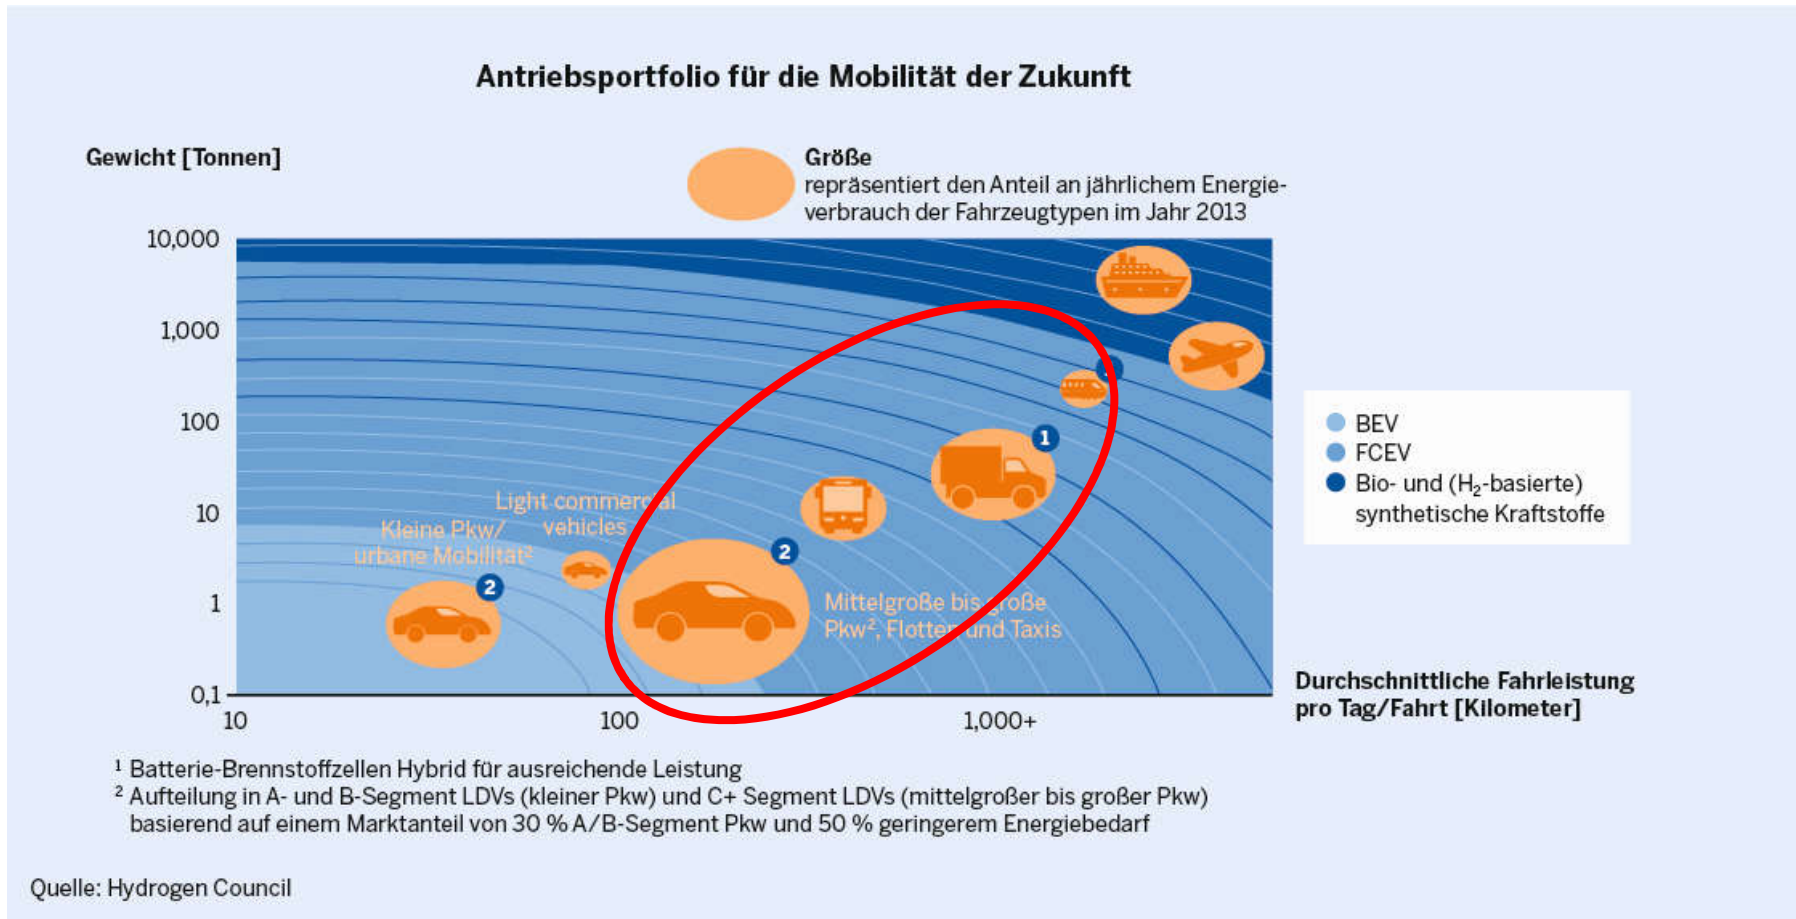 Antriebsportfolio für die Mobilität der Zukunft
Gewicht [Tonnen]
Größe
repräsentiert den Anteil an jährlichem Energie-
verbrauch der Fahrzeugtypen im Jahr 2013
10,000
1,000
100
10
1
0,1
10
100
1,000+
1
2
2
Light commercial
vehicles
Kleine Pkw/
urbane Mobilität²
Mittelgroße bis große
Pkw², Flotten und Taxis
BEV
FCEV
Bio- und (H₂-basierte)
synthetische Kraftstoffe
Durchschnittliche Fahrleistung
pro Tag/Fahrt [Kilometer]
¹ Batterie-Brennstoffzellen Hybrid für ausreichende Leistung
² Aufteilung in A- und B-Segment LDVs (kleiner Pkw) und C+ Segment LDVs (mittelgroßer bis großer Pkw)
basierend auf einem Marktanteil von 30 % A/B-Segment Pkw und 50 % geringerem Energiebedarf
Quelle: Hydrogen Council